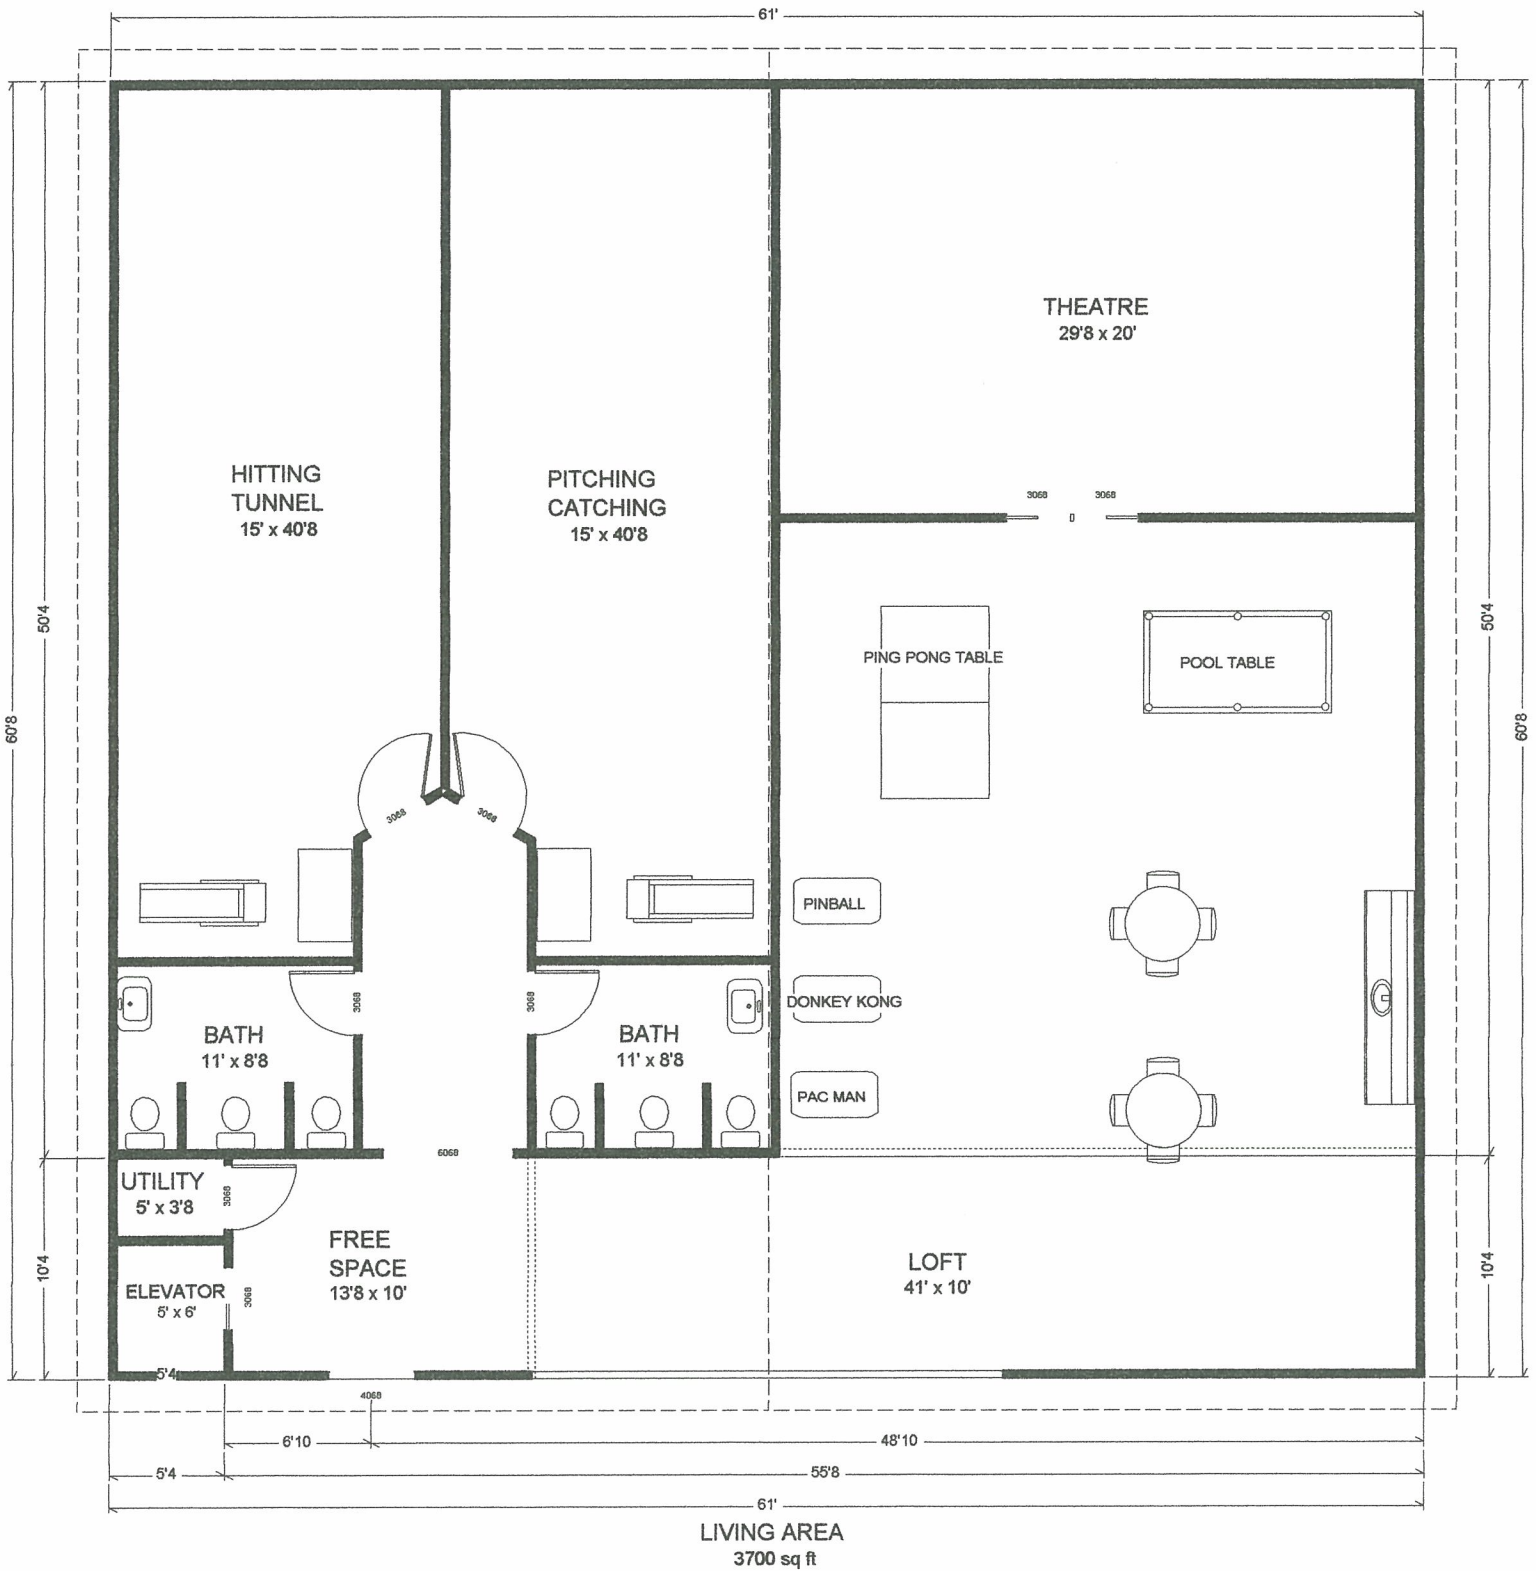 61'
THEATRE
29'8 x 20'
HITTING
TUNNEL
15' x 40'8
PITCHING
CATCHING
15' x 40'8
3068
3068
50'4
50'4
60'8
60'8
PING PONG TABLE
POOL TABLE
3068
3068
PINBALL
DONKEY KONG
PAC MAN
3068
3068
BATH
11' x 8'8
BATH
11' x 8'8
6068
UTILITY
5' x 3'8
3068
FREE
SPACE
13'8 x 10'
LOFT
41' x 10'
10'4
10'4
ELEVATOR
5' x 6'
3068
5'4
4068
6'10
48'10
5'4
55'8
61'
LIVING AREA
3700 sq ft